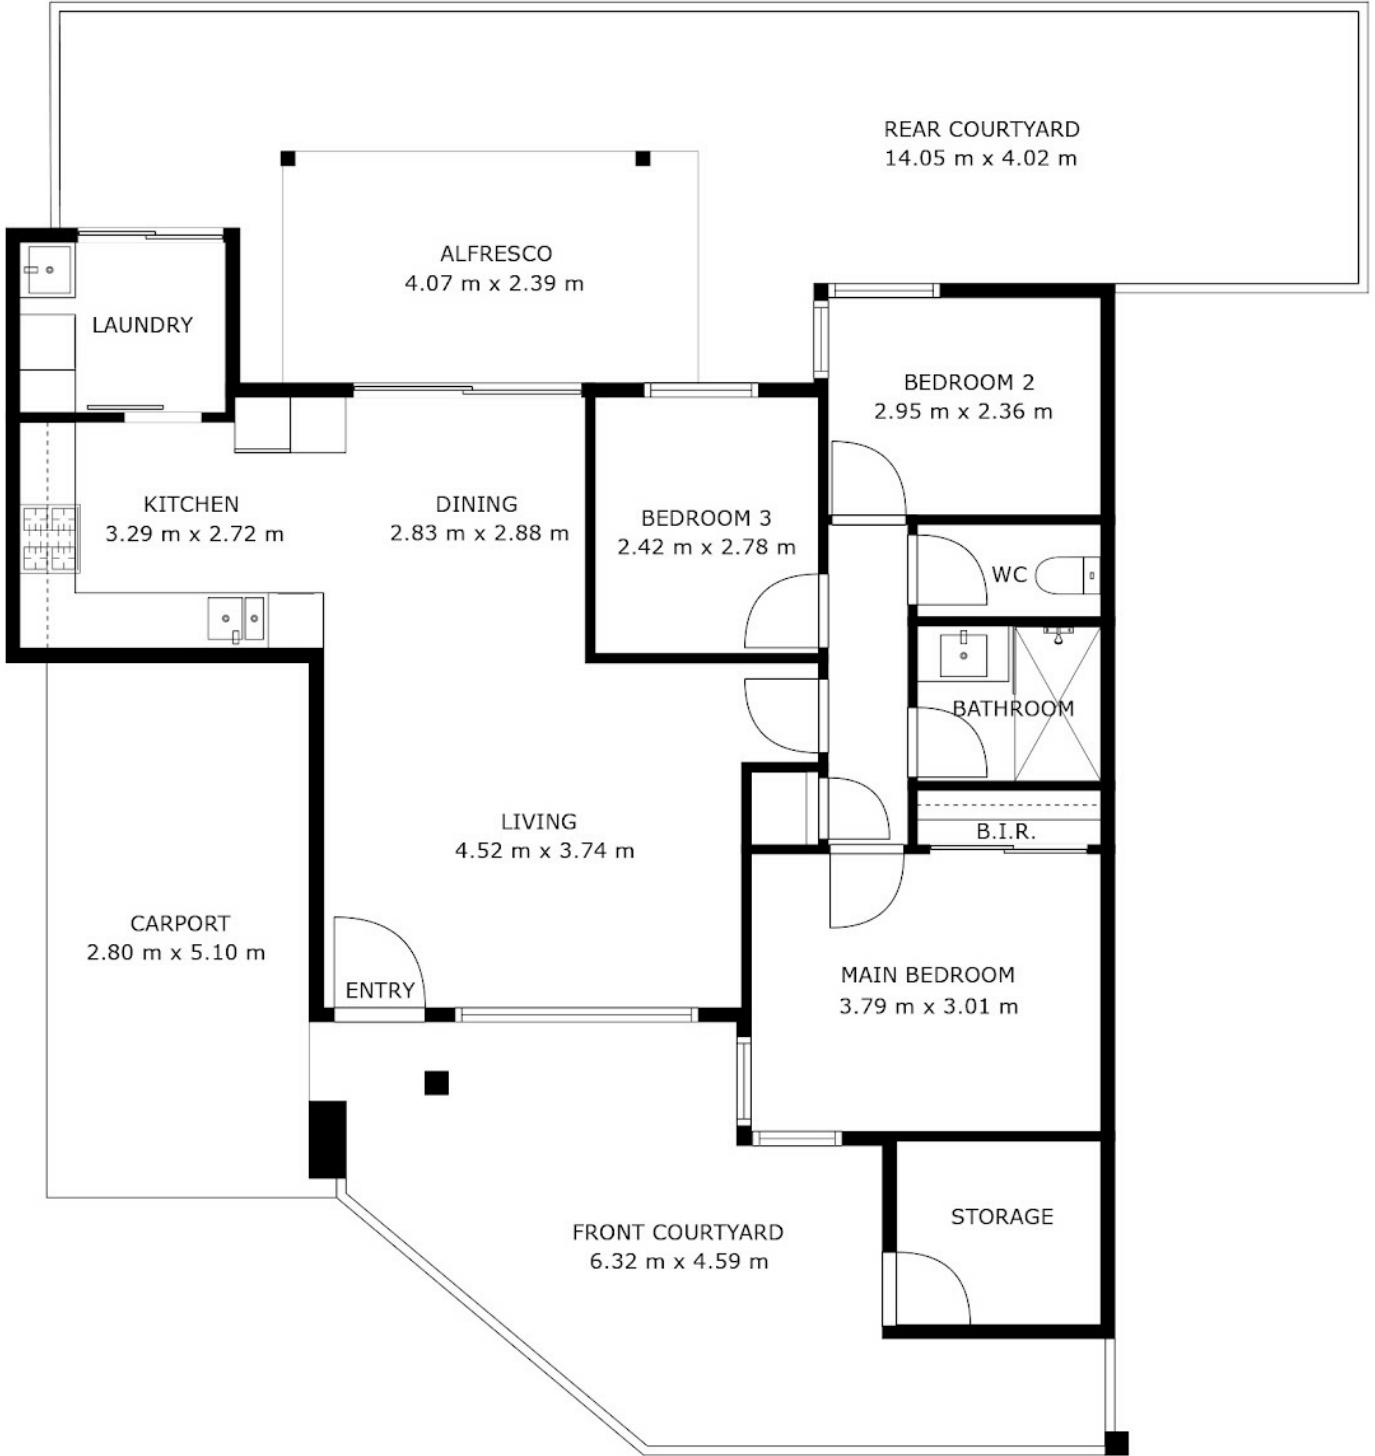 REAR COURTYARD
14.05 m x 4.02 m
ALFRESCO
4.07 m x 2.39 m
LAUNDRY
BEDROOM 2
2.95 m x 2.36 m
KITCHEN
3.29 m x 2.72 m
DINING
2.83 m x 2.88 m
BEDROOM 3
2.42 m x 2.78 m
WC
BATHROOM
LIVING
4.52 m x 3.74 m
B.I.R.
CARPORT
2.80 m x 5.10 m
ENTRY
MAIN BEDROOM
3.79 m x 3.01 m
STORAGE
FRONT COURTYARD
6.32 m x 4.59 m